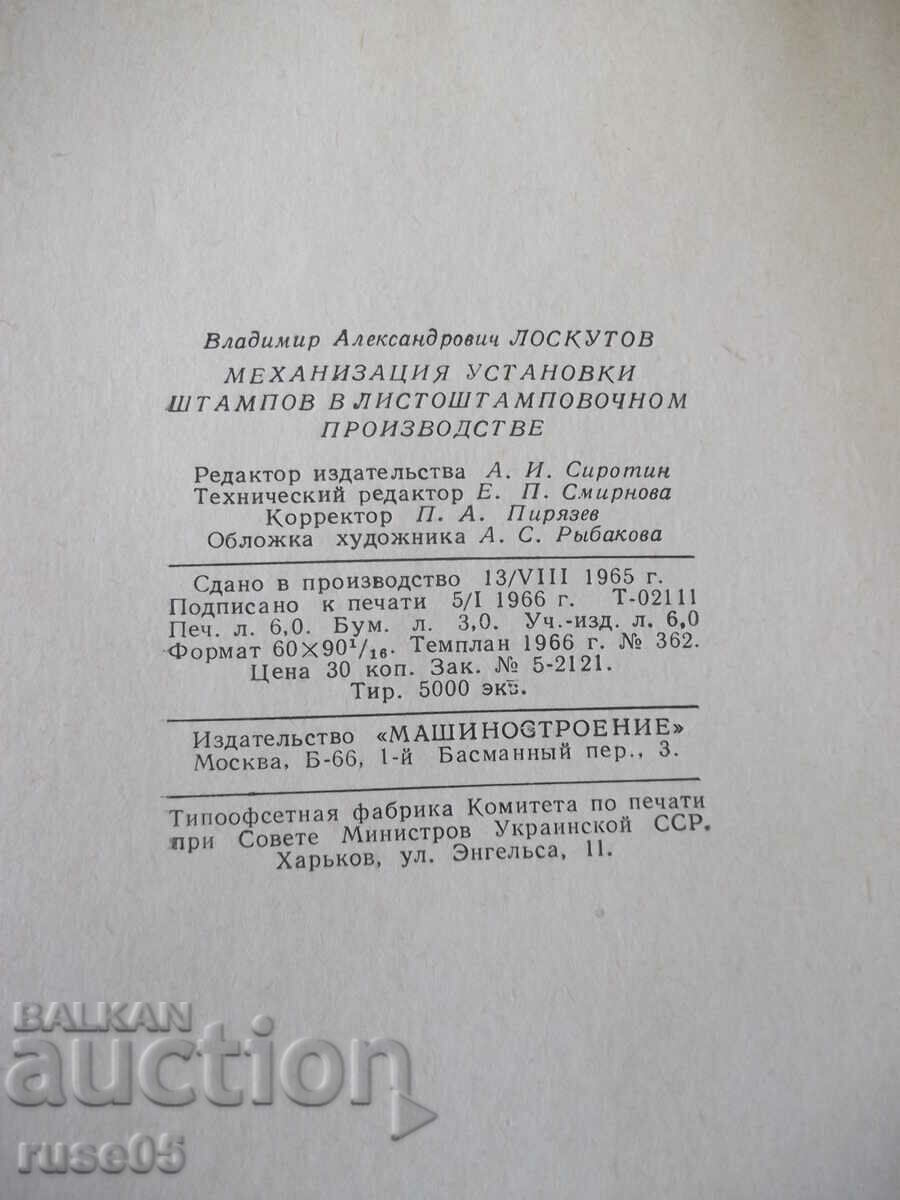 Владимир Александрович ЛОСКУТОВ
МЕХАНИЗАЦИЯ УСТАНОВКИ
ШТАМПОВ В ЛИСТОШТАМПОВОЧНОМ
ПРОИЗВОДСТВЕ
Редактор издательства А. И. Сиротин
Технический редактор Е. П. Смирнова
Корректор П. А. Пирязев
Обложка художника А. С. Рыбакова
Сдано в производство 13/VIII 1965 г.
Подписано к печати 5/I 1966 г. Т-02111
Печ. л. 6,0. Бум. л. 3,0. Уч.-изд. л. 6,0
Формат 60×90¹/₁₆. Темплан 1966 г. № 362.
Цена 30 коп. Зак. № 5-2121.
Тир. 5000 экз.
Издательство «МАШИНОСТРОЕНИЕ»
Москва, Б-66, 1-й Басманный пер., 3.
Типоофсетная фабрика Комитета по печати
при Совете Министров Украинской ССР.
Харьков, ул. Энгельса, 11.
BALKAN
auction
ruse05